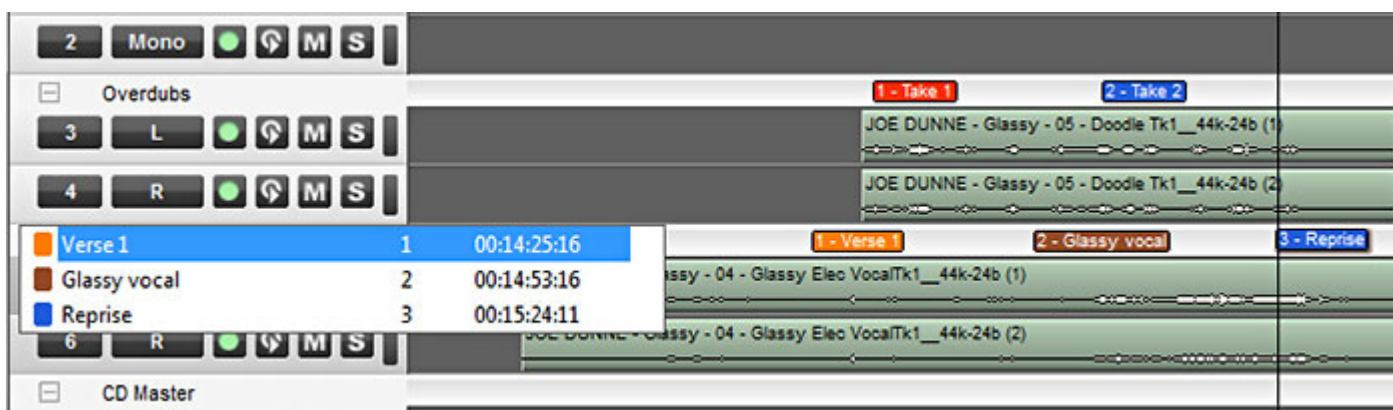 2 Mono M S
Overdubs 1 - Take 1 2 - Take 2
3 L M S JOE DUNNE - Glassy - 05 - Doodle Tk1__44k-24b (1)
4 R M S JOE DUNNE - Glassy - 05 - Doodle Tk1__44k-24b (2)
1 - Verse 1 2 - Glassy vocal 3 - Reprise
Verse 1 1 00:14:25:16
Glassy vocal 2 00:14:53:16
Reprise 3 00:15:24:11
assy - 04 - Glassy Elec VocalTk1__44k-24b (1)
6 R M S JOE DUNNE - Glassy - 04 - Glassy Elec VocalTk1__44k-24b (2)
CD Master